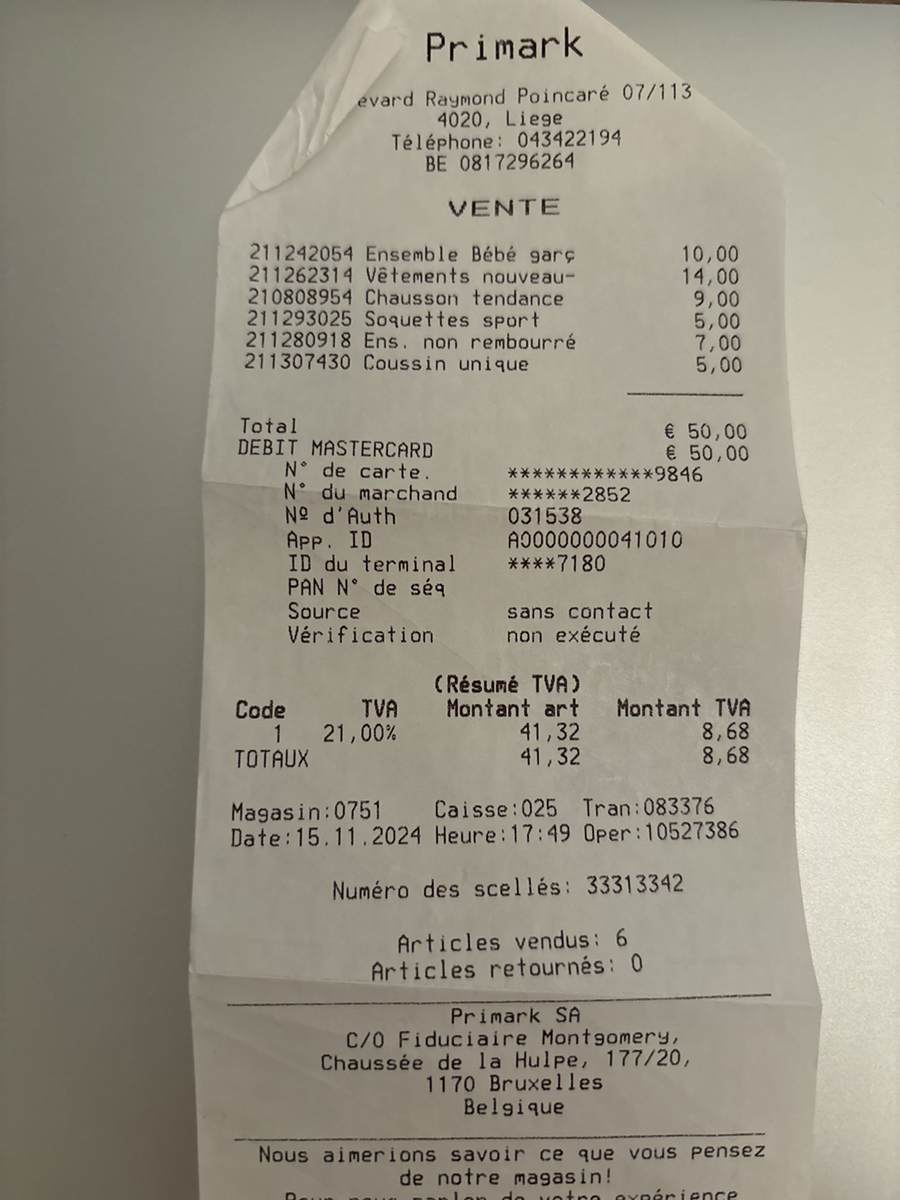 Primark
evard Raymond Poincaré 07/113
4020, Liege
Téléphone: 043422194
BE 0817296264
VENTE
211242054 Ensemble Bébé garç 10,00
211262314 Vêtements nouveau- 14,00
210808954 Chausson tendance 9,00
211293025 Soquettes sport 5,00
211280918 Ens. non rembourré 7,00
211307430 Coussin unique 5,00
Total € 50,00
DEBIT MASTERCARD € 50,00
N° de carte. ************9846
N° du marchand ******2852
Nº d'Auth 031538
App. ID A0000000041010
ID du terminal ****7180
PAN N° de séq
Source sans contact
Vérification non exécuté
(Résumé TVA)
Code TVA Montant art Montant TVA
1 21,00% 41,32 8,68
TOTAUX 41,32 8,68
Magasin:0751 Caisse:025 Tran:083376
Date:15.11.2024 Heure:17:49 Oper:10527386
Numéro des scellés: 33313342
Articles vendus: 6
Articles retournés: 0
Primark SA
C/O Fiduciaire Montgomery,
Chaussée de la Hulpe, 177/20,
1170 Bruxelles
Belgique
Nous aimerions savoir ce que vous pensez
de notre magasin!
Pour nous parler de votre expérience